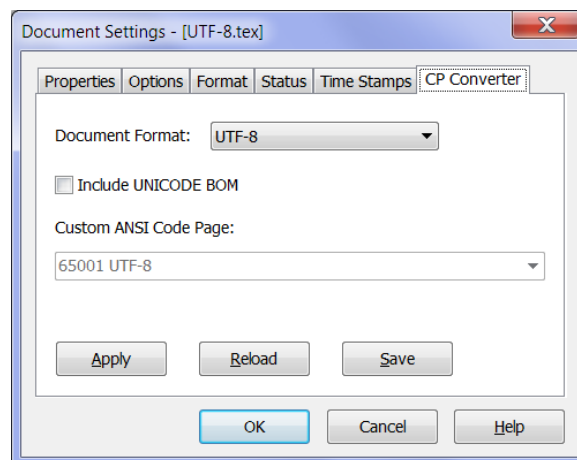 Document Settings - [UTF-8.tex]
Properties Options Format Status Time Stamps CP Converter
Document Format: UTF-8
Include UNICODE BOM
Custom ANSI Code Page:
65001 UTF-8
Apply Reload Save
OK Cancel Help